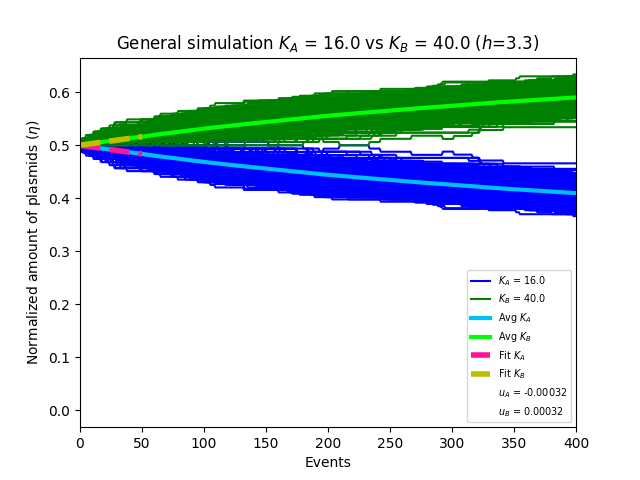 General simulation K_A = 16.0 vs K_B = 40.0 (h=3.3)
Normalized amount of plasmids (η)
0.6
0.5
0.4
0.3
0.2
0.1
0.0
K_A = 16.0
K_B = 40.0
Avg K_A
Avg K_B
Fit K_A
Fit K_B
u_A = -0.00032
u_B = 0.00032
0 50 100 150 200 250 300 350 400
Events